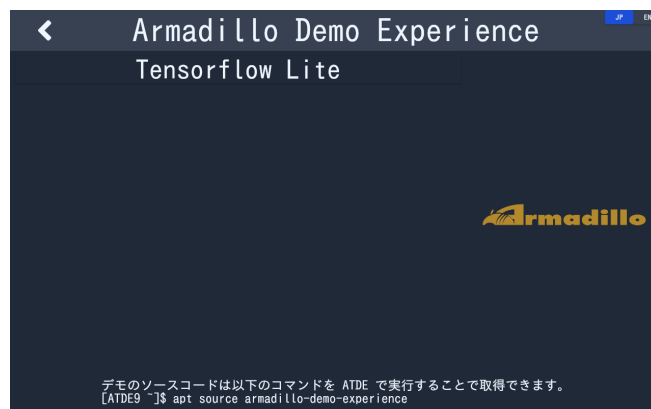 Armadillo Demo Experience
JP EN
Tensorflow Lite
Armadillo
デモのソースコードは以下のコマンドを ATDE で実行することで取得できます。
[ATDE9 ~]$ apt source armadillo-demo-experience